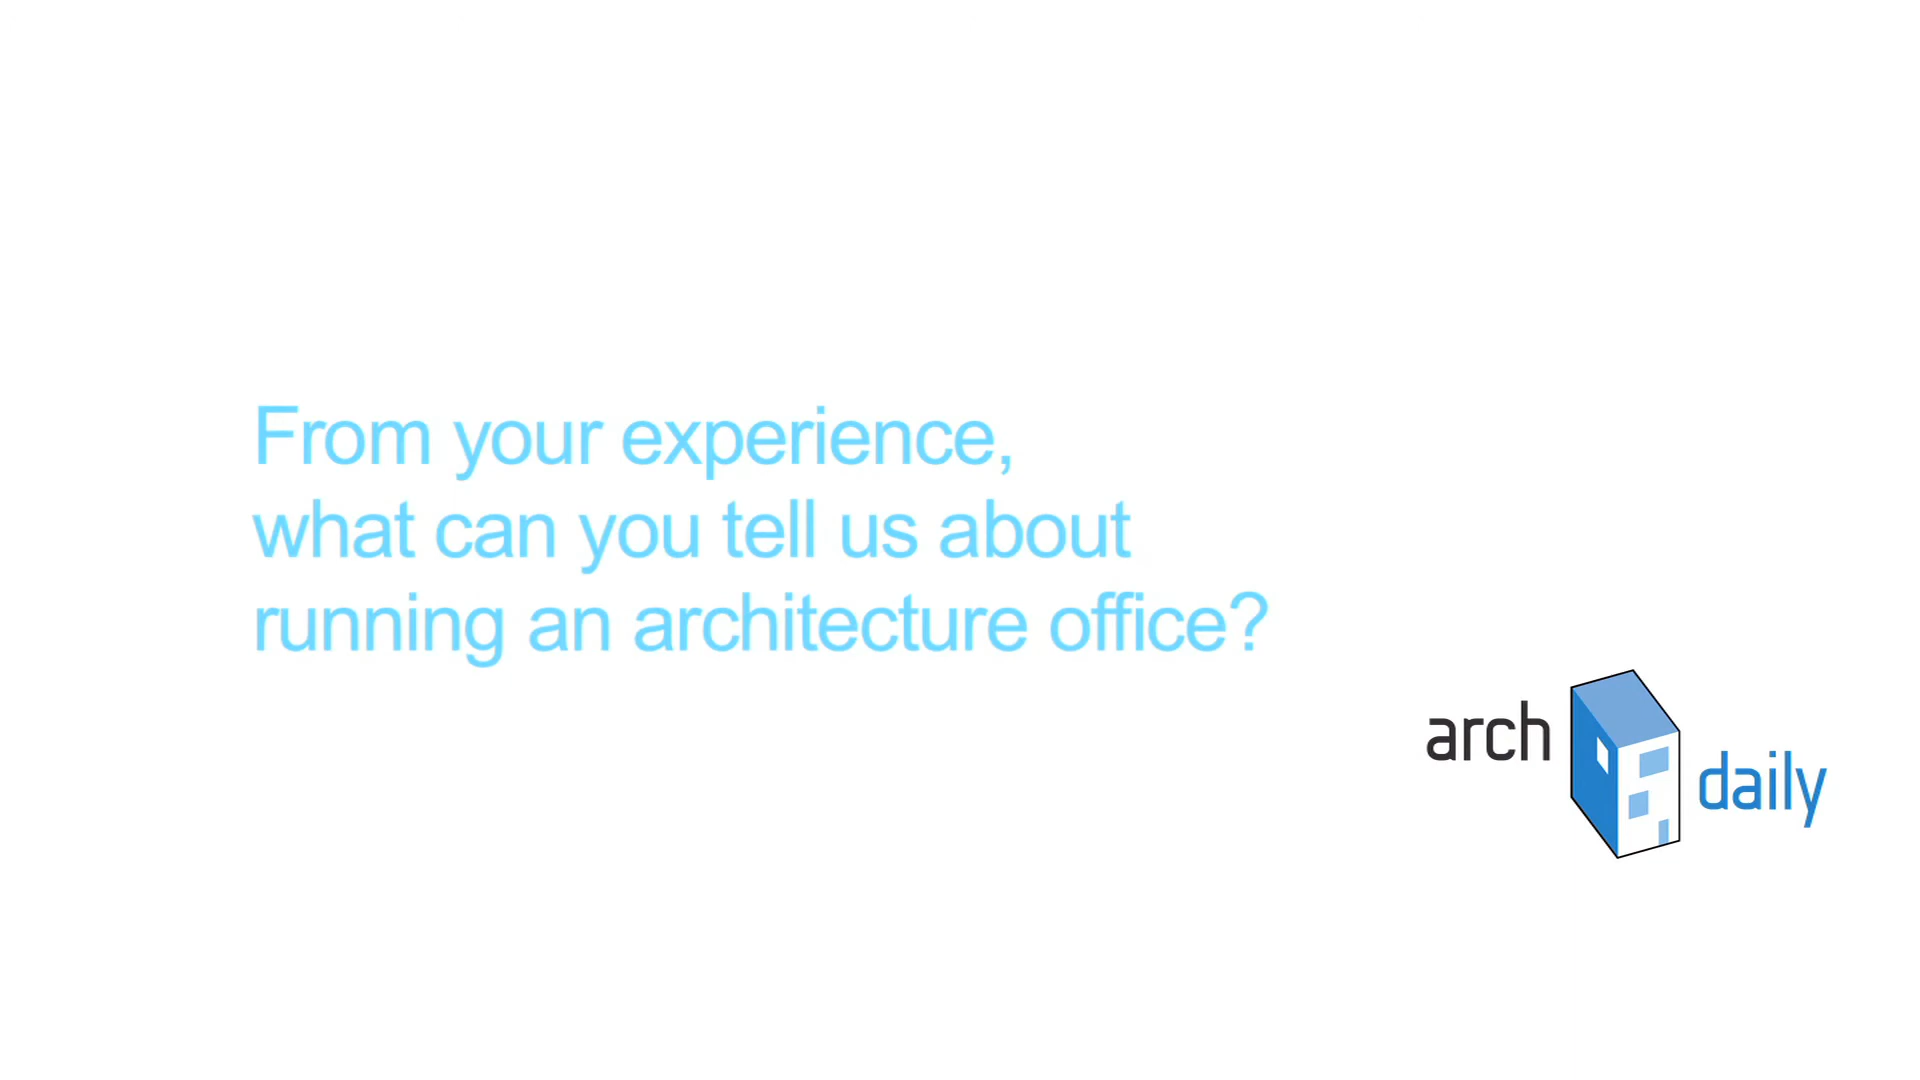 From your experience,
what can you tell us about
running an architecture office?
arch
daily